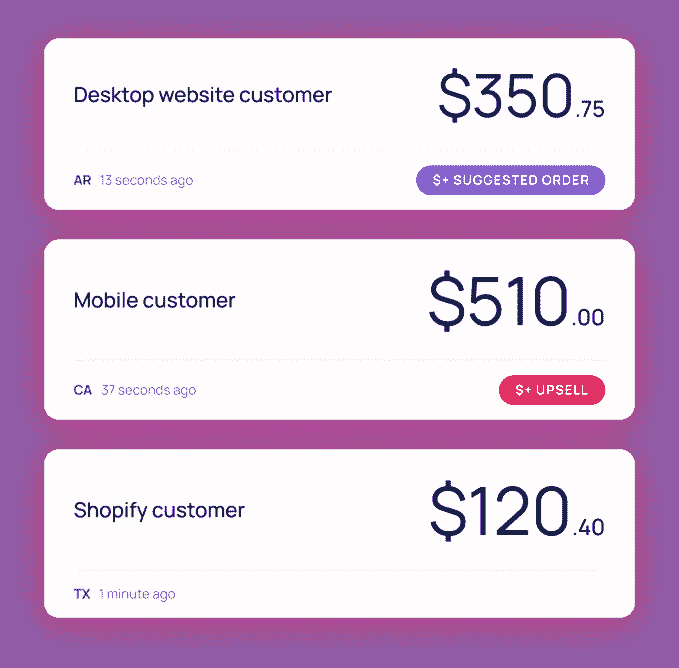 Desktop website customer
$350.75
AR 13 seconds ago
$+ SUGGESTED ORDER
Mobile customer
$510.00
CA 37 seconds ago
$+ UPSELL
Shopify customer
$120.40
TX 1 minute ago